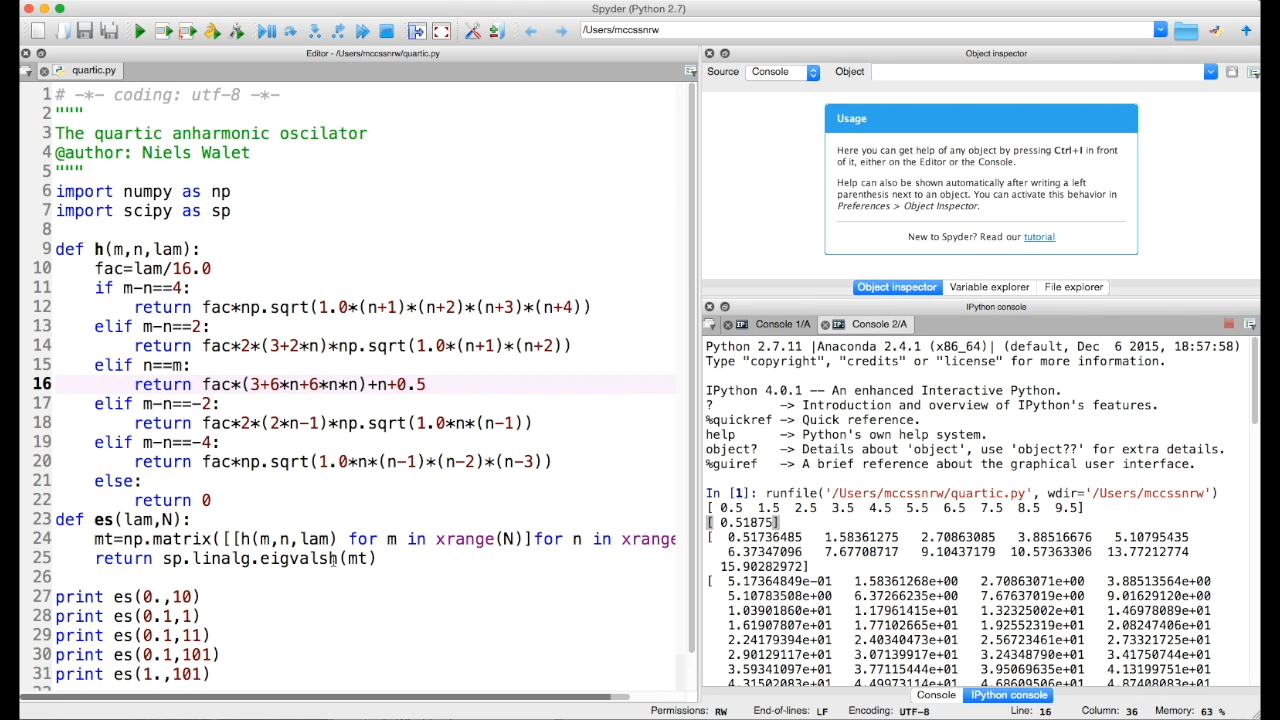 Spyder (Python 2.7)
/Users/mccssnrw
Editor - /Users/mccssnrw/quartic.py
quartic.py
1 # -*- coding: utf-8 -*-
2 """
3 The quartic anharmonic oscilator
4 @author: Niels Walet
5 """
6 import numpy as np
7 import scipy as sp
8
9 def h(m,n,lam):
10     fac=lam/16.0
11     if m-n==4:
12         return fac*np.sqrt(1.0*(n+1)*(n+2)*(n+3)*(n+4))
13     elif m-n==2:
14         return fac*2*(3+2*n)*np.sqrt(1.0*(n+1)*(n+2))
15     elif n==m:
16         return fac*(3+6*n+6*n*n)+n+0.5
17     elif m-n==-2:
18         return fac*2*(2*n-1)*np.sqrt(1.0*n*(n-1))
19     elif m-n==-4:
20         return fac*np.sqrt(1.0*n*(n-1)*(n-2)*(n-3))
21     else:
22         return 0
23 def es(lam,N):
24     mt=np.matrix([[h(m,n,lam) for m in xrange(N)]for n in xrange
25     return sp.linalg.eigvalsh(mt)
26
27 print es(0.,10)
28 print es(0.1,1)
29 print es(0.1,11)
30 print es(0.1,101)
31 print es(1.,101)
Object inspector
Source Console Object
Usage
Here you can get help of any object by pressing Ctrl+I in front
of it, either on the Editor or the Console.
Help can also be shown automatically after writing a left
parenthesis next to an object. You can activate this behavior in
Preferences > Object Inspector.
New to Spyder? Read our tutorial
Object inspector Variable explorer File explorer
IPython console
Console 1/A Console 2/A
Python 2.7.11 |Anaconda 2.4.1 (x86_64)| (default, Dec  6 2015, 18:57:58)
Type "copyright", "credits" or "license" for more information.
IPython 4.0.1 -- An enhanced Interactive Python.
?         -> Introduction and overview of IPython's features.
%quickref -> Quick reference.
help      -> Python's own help system.
object?   -> Details about 'object', use 'object??' for extra details.
%guiref   -> A brief reference about the graphical user interface.
In [1]: runfile('/Users/mccssnrw/quartic.py', wdir='/Users/mccssnrw')
[ 0.5  1.5  2.5  3.5  4.5  5.5  6.5  7.5  8.5  9.5]
[ 0.51875]
[  0.51736485   1.58361275   2.70863085   3.88516676   5.10795435
6.37347096   7.67708717   9.10437179  10.57363306  13.77212774
15.90282972]
[  5.17364849e-01   1.58361268e+00   2.70863071e+00   3.88513564e+00
5.10783508e+00   6.37226665e+00   7.67637019e+00   9.01629120e+00
1.03901860e+01   1.17961415e+01   1.32325002e+01   1.46978089e+01
1.61907807e+01   1.77102665e+01   1.92552319e+01   2.08247406e+01
2.24179394e+01   2.40340473e+01   2.56723461e+01   2.73321725e+01
2.90129117e+01   3.07139917e+01   3.24348790e+01   3.41750744e+01
3.59341097e+01   3.77115444e+01   3.95069635e+01   4.13199751e+01
4.31502012e+01   4.49973114e+01   4.68609506e+01   4.87408083e+01
Console IPython console
Permissions: RW End-of-lines: LF Encoding: UTF-8 Line: 16 Column: 36 Memory: 63 %